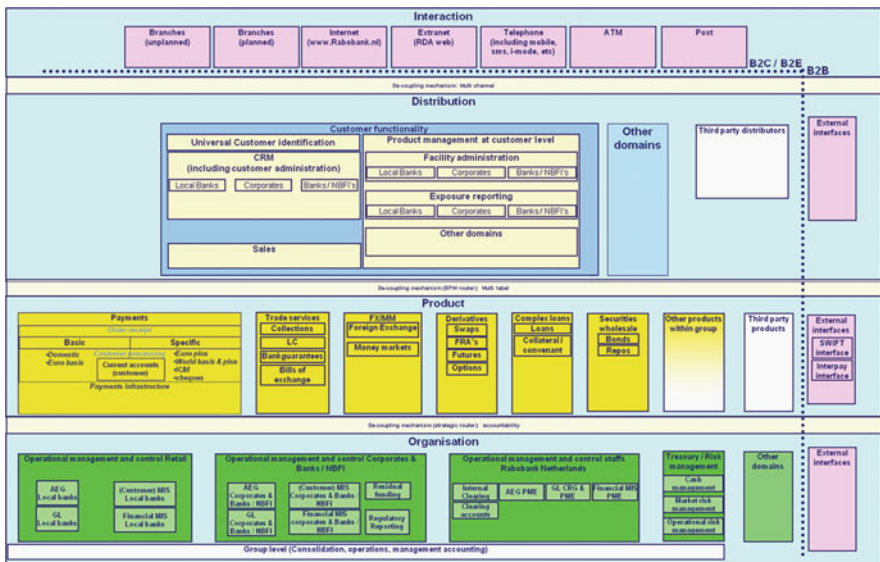 Interaction
Branches
(unplanned)
Branches
(planned)
Internet
(www.Rabobank.nl)
Extranet
(RDA web)
Telephone
(including mobile,
sms, i-mode, etc)
ATM
Post
B2C / B2E
B2B
De-coupling mechanism: Multi channel
Distribution
Customer functionality
Universal Customer identification
CRM
(including customer administration)
Local Banks
Corporates
Banks / NBFI's
Sales
Product management at customer level
Facility administration
Local Banks
Corporates
Banks / NBFI's
Exposure reporting
Local Banks
Corporates
Banks / NBFI's
Other domains
Other
domains
Third party distributors
External
interfaces
De-coupling mechanism (BPM router) Multi label
Product
Payments
Order receipt
Basic
Specific
•Domestic
•Euro basis
Customer processing
Current accounts
(customer)
•Euro plus
•World basis & plus
•ICM
•cheques
Payments infrastructure
Trade services
Collections
LC
Bankguarantees
Bills of
exchange
FX/MM
Foreign Exchange
Money markets
Derivatives
Swaps
FRA's
Futures
Options
Complex loans
Loans
Collateral /
convenant
Securities
wholesale
Bonds
Repos
Other products
within group
Third party
products
External
interfaces
SWIFT
interface
Interpay
interface
De-coupling mechanism (strategic router) accountability
Organisation
Operational management and control Retail
AEG
Local banks
(Customer) MIS
Local banks
GL
Local banks
Financial MIS
Local banks
Operational management and control Corporates &
Banks / NBFI
AEG
Corporates &
Banks / NBFI
(Customer) MIS
Corporates & Banks /
NBFI
Residual
funding
GL
Corporates &
Banks / NBFI
Financial MIS
corporates & Banks /
NBFI
Regulatory
Reporting
Operational management and control staffs
Rabobank Netherlands
Internal
Clearing
AEG PME
GL CRG &
PME
Financial MIS
PME
Clearing
accounts
Treasury / Risk
management
Cash
management
Market risk
management
Operational risk
management
Other
domains
External
interfaces
Group level (Consolidation, operations, management accounting)